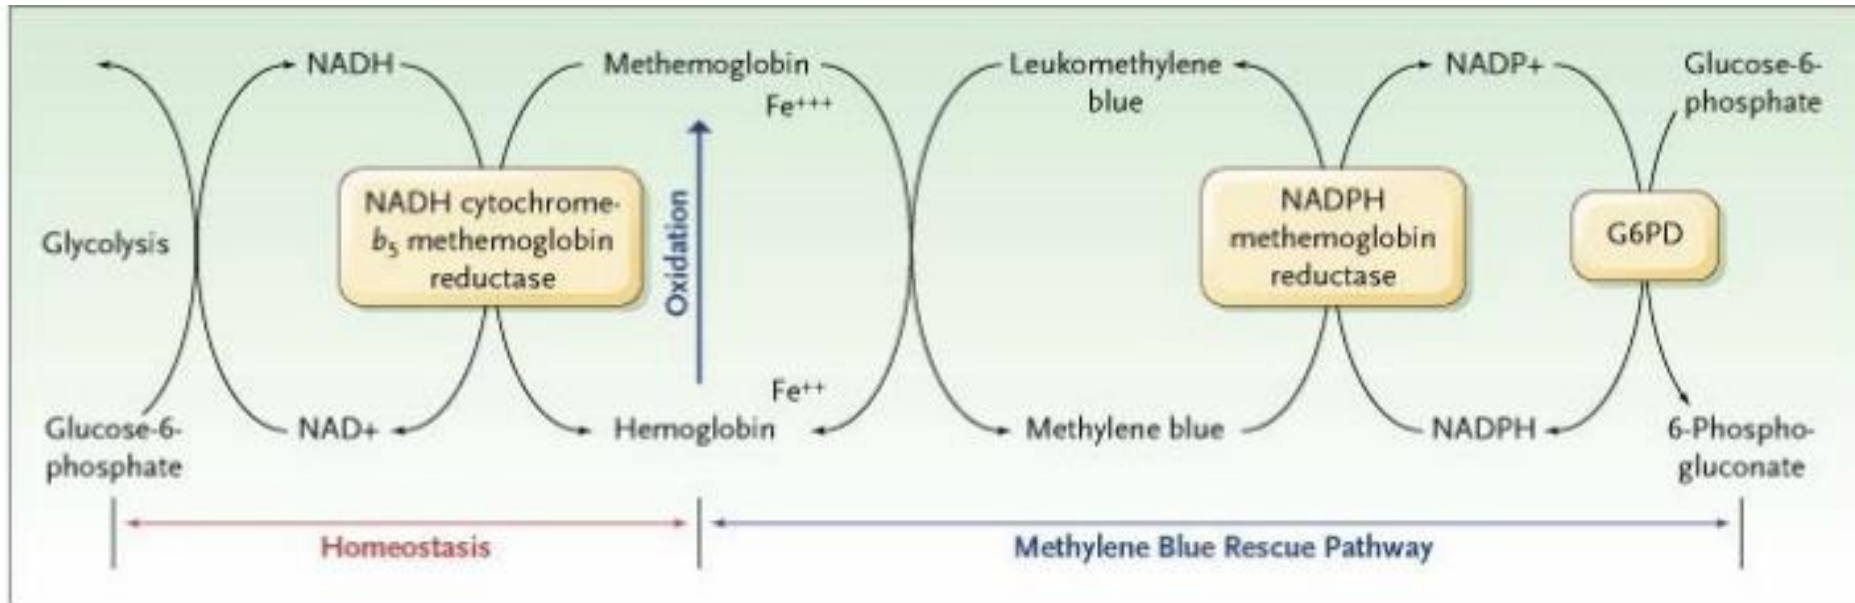 NADH
Methemoglobin
Fe+++
Leukomethylene
blue
NADP+
Glucose-6-
phosphate
Glycolysis
NADH cytochrome-
b5 methemoglobin
reductase
Oxidation
NADPH
methemoglobin
reductase
G6PD
Glucose-6-
phosphate
NAD+
Hemoglobin
Fe++
Methylene blue
NADPH
6-Phospho-
gluconate
Homeostasis
Methylene Blue Rescue Pathway